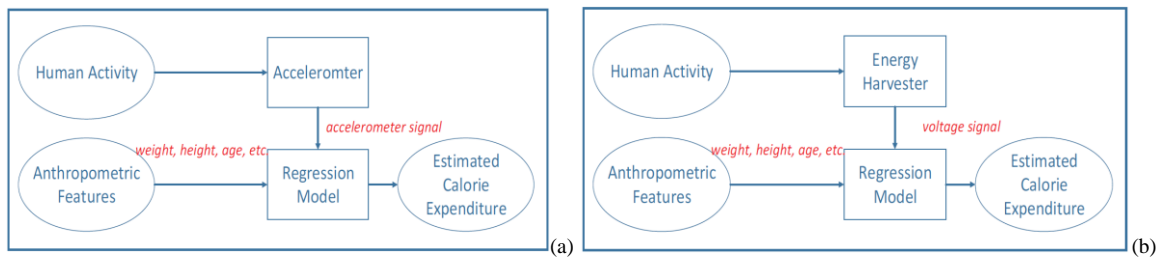 Human Activity
Acceleromter
accelerometer signal
weight, height, age, etc.
Anthropometric
Features
Regression
Model
Estimated
Calorie
Expenditure
(a)
Human Activity
Energy
Harvester
voltage signal
weight, height, age, etc.
Anthropometric
Features
Regression
Model
Estimated
Calorie
Expenditure
(b)